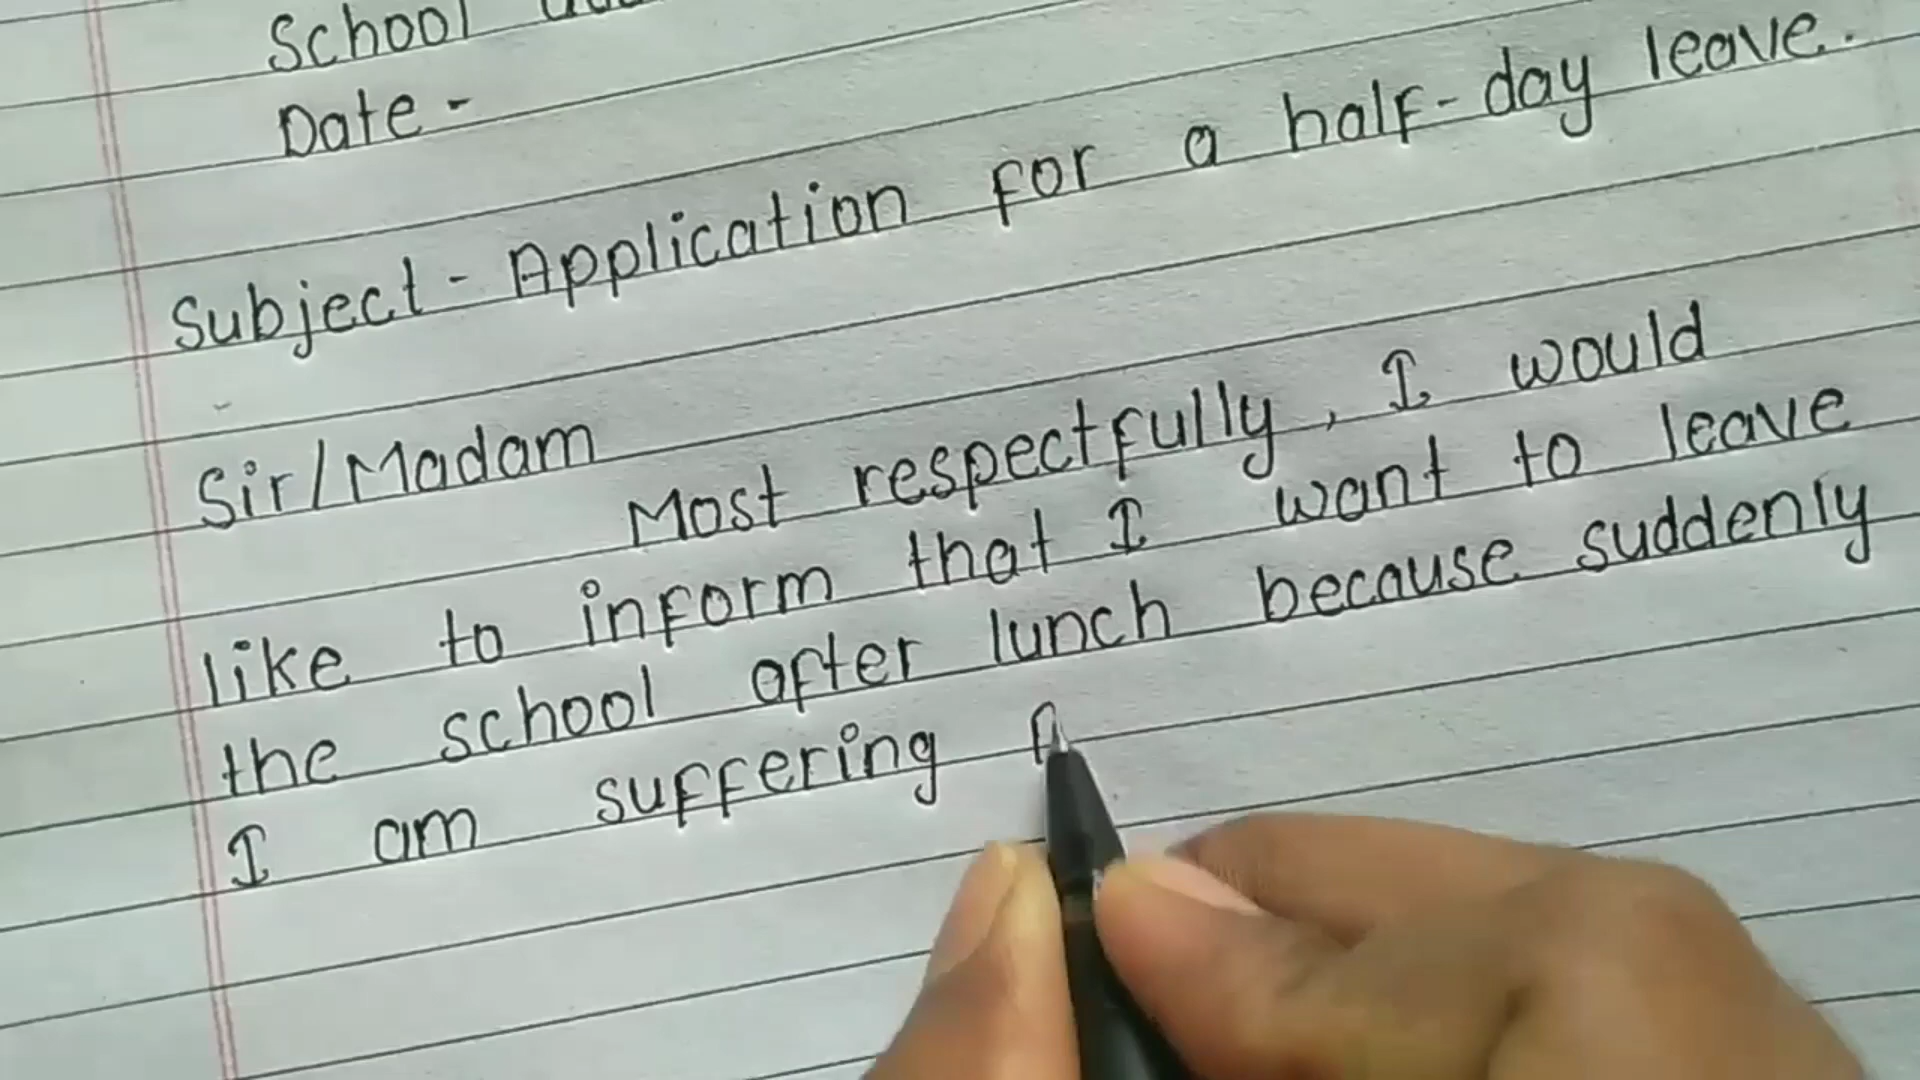 School
Date -
Subject - Application for a half-day leave.
Sir/Madam
Most respectfully, I would
like to inform that I want to leave
the school after lunch because suddenly
I am suffering